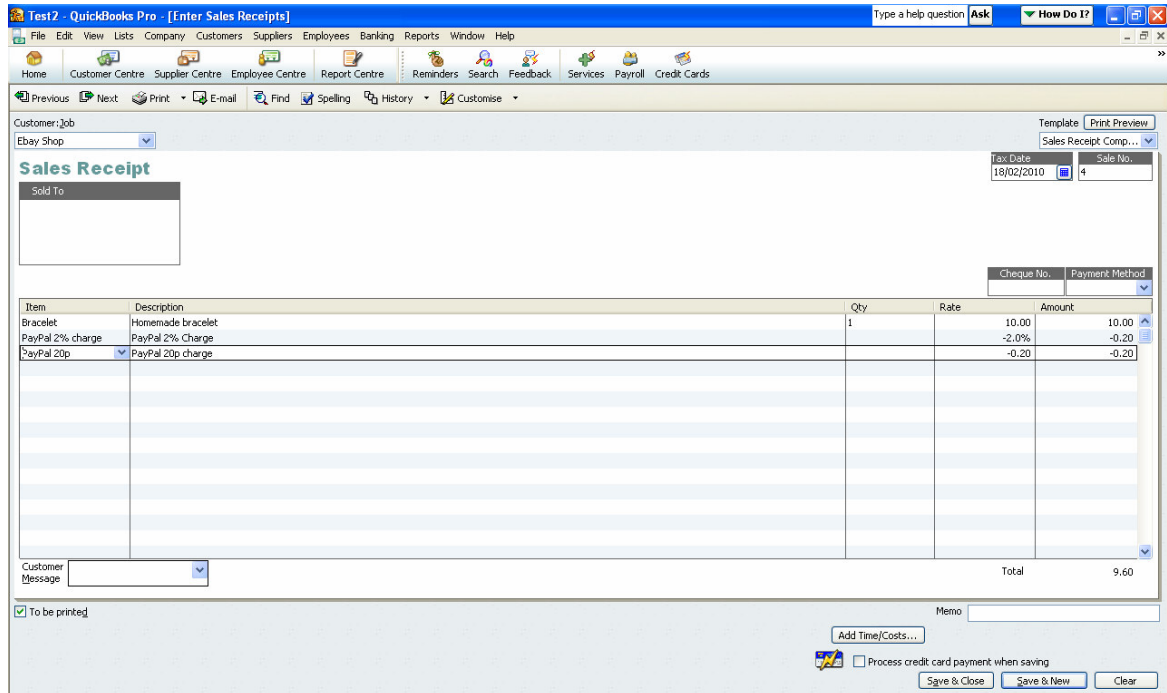 Test2 - QuickBooks Pro - [Enter Sales Receipts] Type a help question Ask How Do I?
File Edit View Lists Company Customers Suppliers Employees Banking Reports Window Help
Home Customer Centre Supplier Centre Employee Centre Report Centre Reminders Search Feedback Services Payroll Credit Cards »
Previous Next Print E-mail Find Spelling History Customise
Customer:Job Template Print Preview
Ebay Shop Sales Receipt Comp...
Sales Receipt Tax Date Sale No.
18/02/2010 4
Sold To
Cheque No. Payment Method
Item Description Qty Rate Amount
Bracelet Homemade bracelet 1 10.00 10.00
PayPal 2% charge PayPal 2% Charge -2.0% -0.20
PayPal 20p PayPal 20p charge -0.20 -0.20
Customer Message Total 9.60
To be printed Memo
Add Time/Costs...
Process credit card payment when saving
Save & Close Save & New Clear